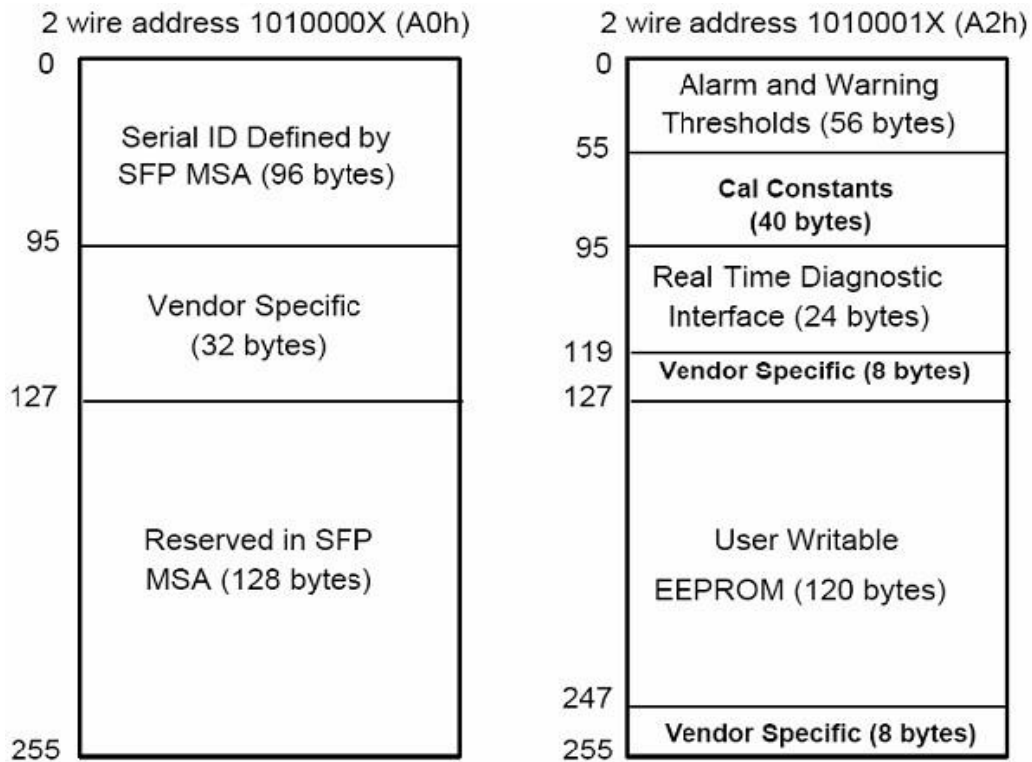 2 wire address 1010000X (A0h)
0
Serial ID Defined by
SFP MSA (96 bytes)
95
Vendor Specific
(32 bytes)
127
Reserved in SFP
MSA (128 bytes)
255
2 wire address 1010001X (A2h)
0
Alarm and Warning
Thresholds (56 bytes)
55
Cal Constants
(40 bytes)
95
Real Time Diagnostic
Interface (24 bytes)
119
Vendor Specific (8 bytes)
127
User Writable
EEPROM (120 bytes)
247
Vendor Specific (8 bytes)
255